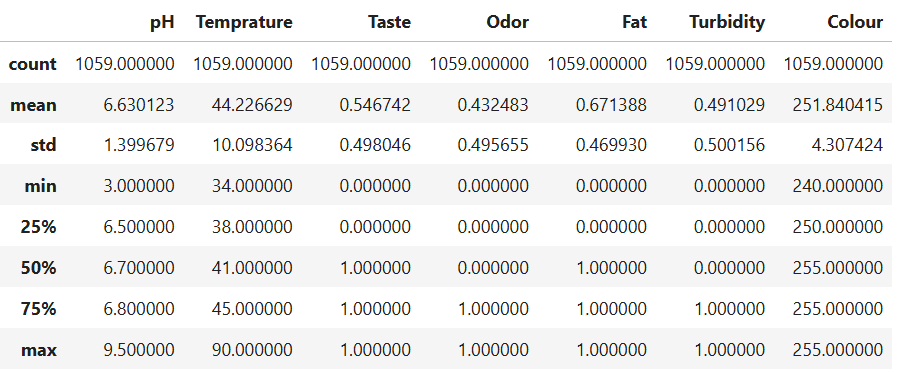 pH Temprature Taste Odor Fat Turbidity Colour
count 1059.000000 1059.000000 1059.000000 1059.000000 1059.000000 1059.000000 1059.000000
mean 6.630123 44.226629 0.546742 0.432483 0.671388 0.491029 251.840415
std 1.399679 10.098364 0.498046 0.495655 0.469930 0.500156 4.307424
min 3.000000 34.000000 0.000000 0.000000 0.000000 0.000000 240.000000
25% 6.500000 38.000000 0.000000 0.000000 0.000000 0.000000 250.000000
50% 6.700000 41.000000 1.000000 0.000000 1.000000 0.000000 255.000000
75% 6.800000 45.000000 1.000000 1.000000 1.000000 1.000000 255.000000
max 9.500000 90.000000 1.000000 1.000000 1.000000 1.000000 255.000000